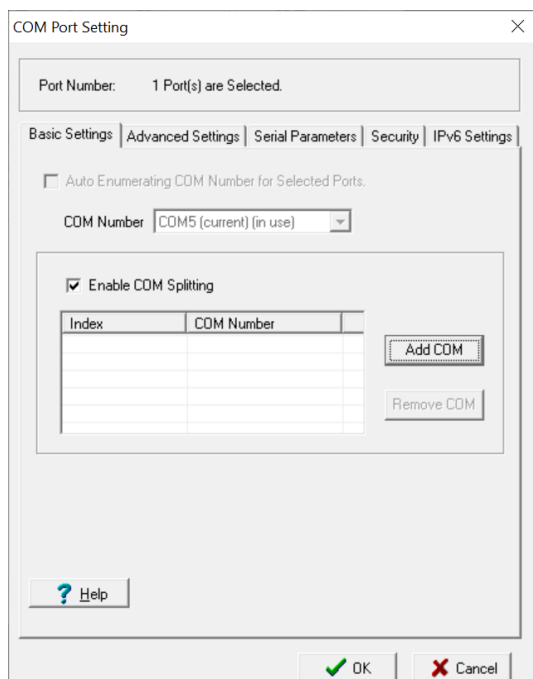 COM Port Setting
Port Number: 1 Port(s) are Selected.
Basic Settings Advanced Settings Serial Parameters Security IPv6 Settings
Auto Enumerating COM Number for Selected Ports.
COM Number COM5 (current) (in use)
Enable COM Splitting
Index COM Number
Add COM
Remove COM
? Help
OK Cancel